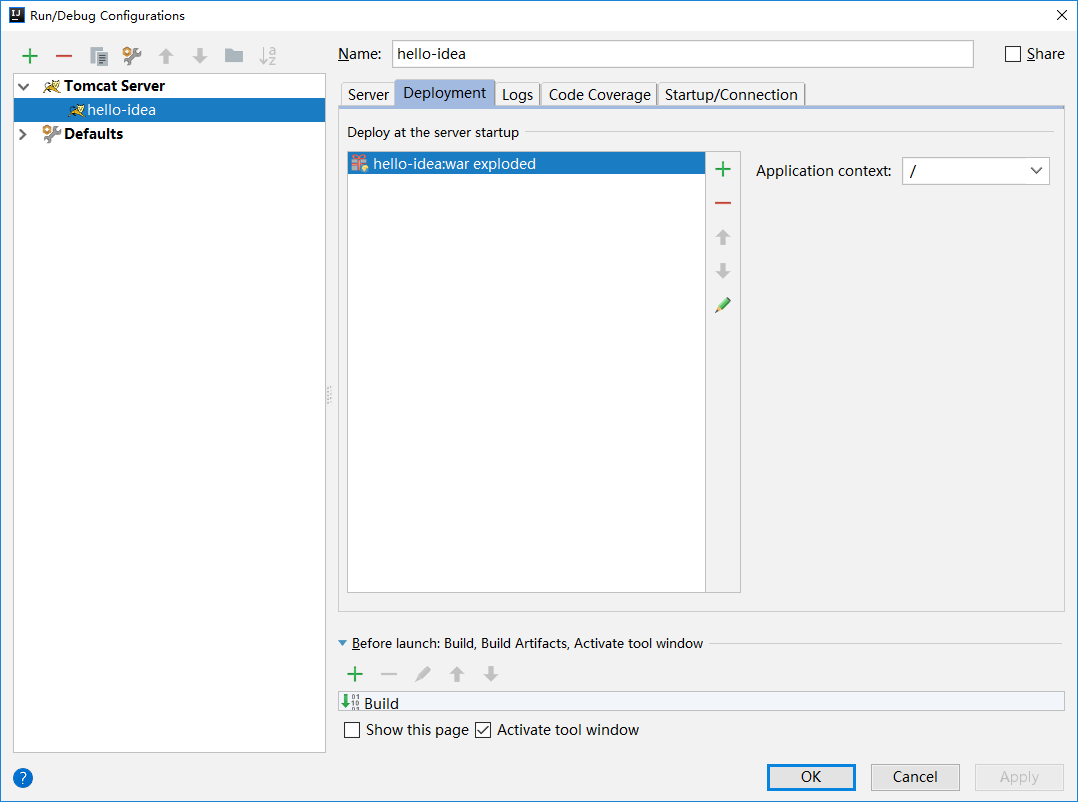 Run/Debug Configurations
Name: hello-idea Share
Tomcat Server
hello-idea
Defaults
Server Deployment Logs Code Coverage Startup/Connection
Deploy at the server startup
hello-idea:war exploded
Application context: /
Before launch: Build, Build Artifacts, Activate tool window
Build
Show this page Activate tool window
? OK Cancel Apply